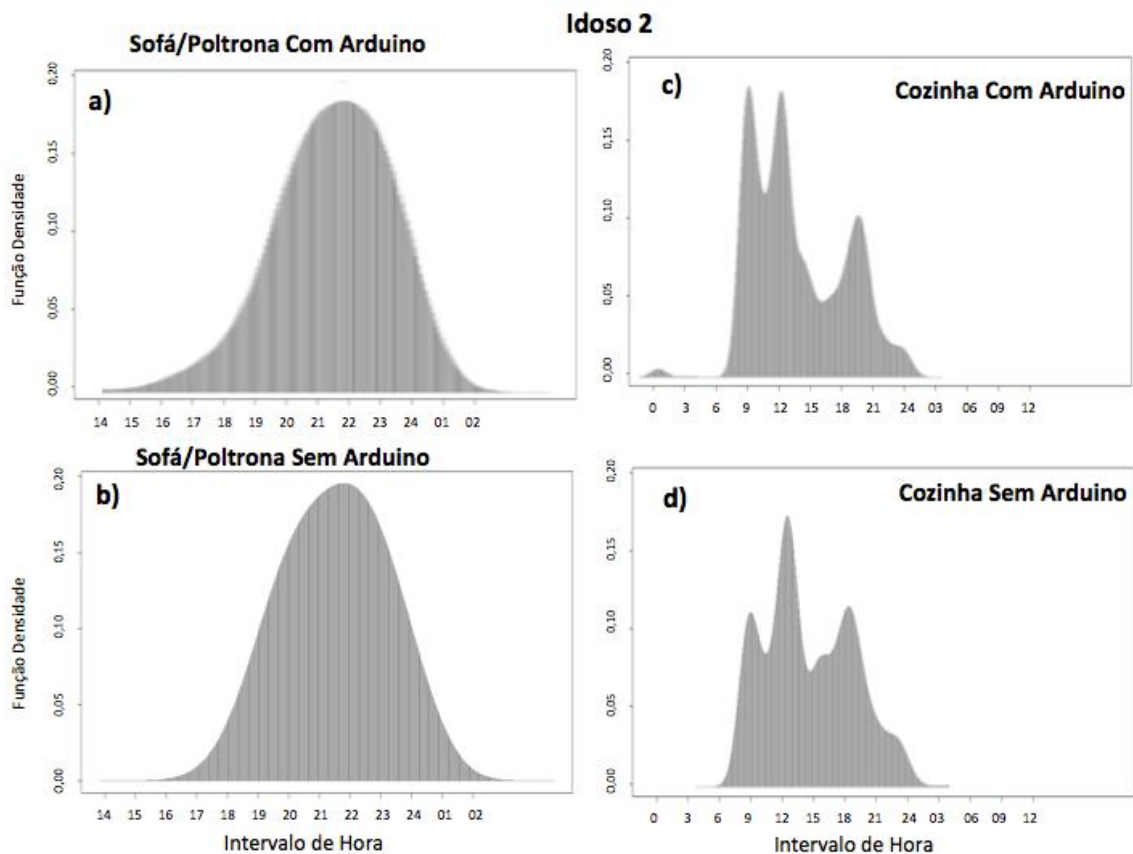 Idoso 2
Sofá/Poltrona Com Arduino
a)
Função Densidade
0,20
0,15
0,10
0,05
0,00
14 15 16 17 18 19 20 21 22 23 24 01 02
c)
Cozinha Com Arduino
0,20
0,15
0,10
0,05
0,00
0 3 6 9 12 15 18 21 24 03 06 09 12
Sofá/Poltrona Sem Arduino
b)
Função Densidade
0,20
0,15
0,10
0,05
0,00
14 15 16 17 18 19 20 21 22 23 24 01 02
Intervalo de Hora
d)
Cozinha Sem Arduino
0,20
0,15
0,10
0,05
0,00
0 3 6 9 12 15 18 21 24 03 06 09 12
Intervalo de Hora